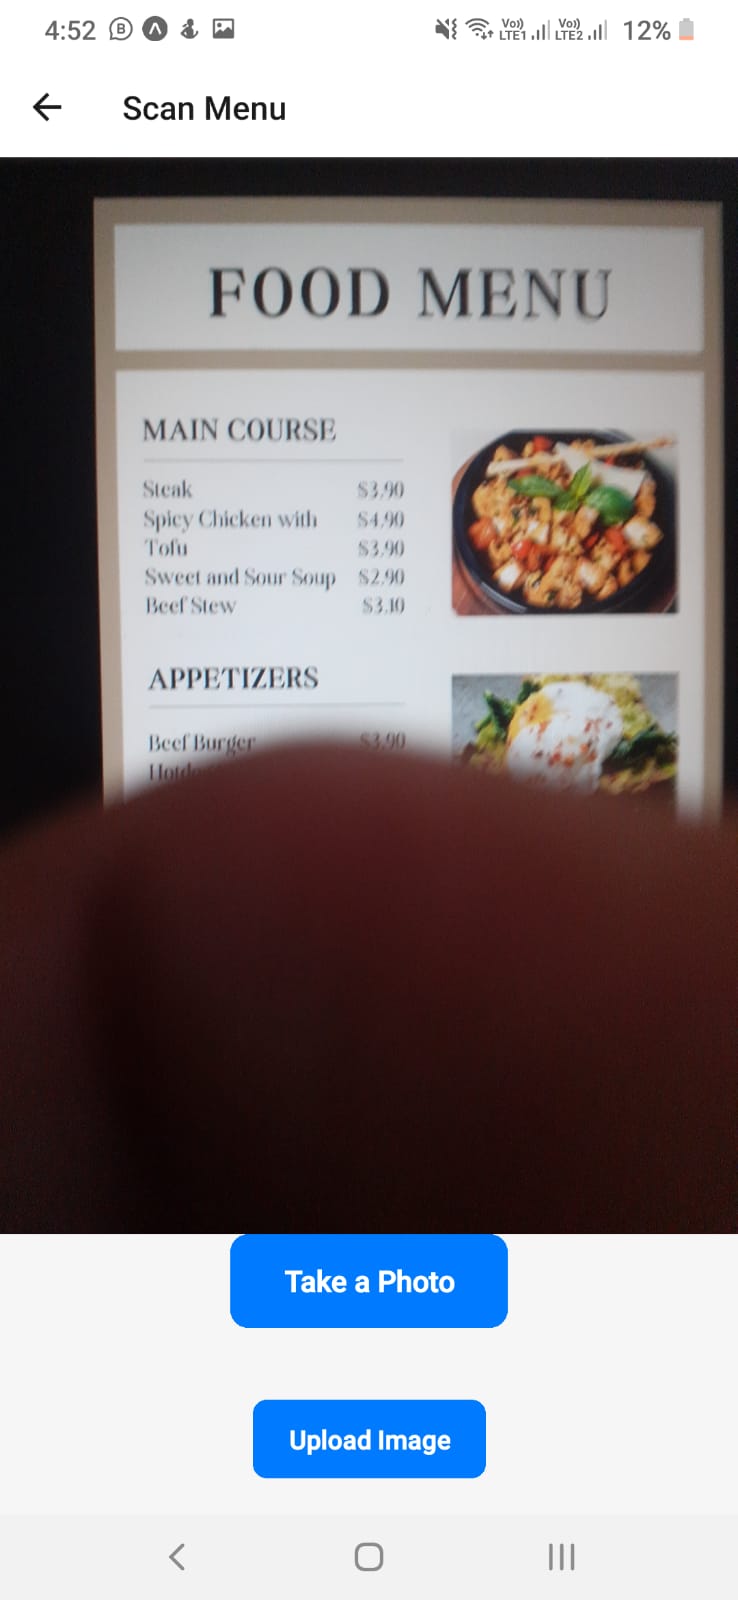 4:52
Vo)) LTE1 Vo)) LTE2 12%
Scan Menu
FOOD MENU
MAIN COURSE
Steak $3.90
Spicy Chicken with $4.90
Tofu $3.90
Sweet and Sour Soup $2.90
Beef Stew $3.10
APPETIZERS
Beef Burger $3.90
Take a Photo
Upload Image